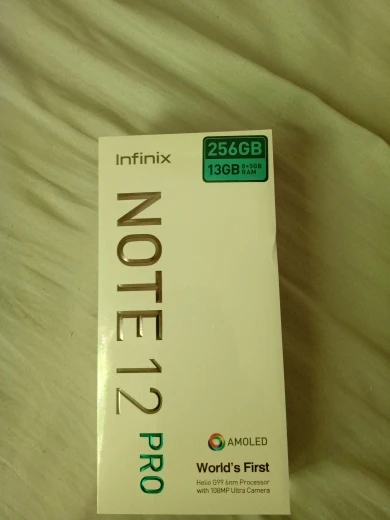 Infinix
256GB
13GB 8+5GB RAM
NOTE 12 PRO
AMOLED
World's First
Helio G99 6nm Processor
with 108MP Ultra Camera